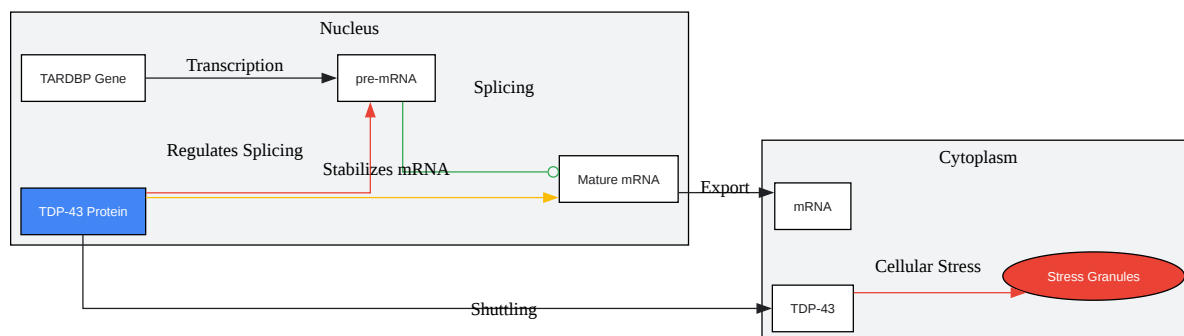 Nucleus
TARDBP Gene
Transcription
pre-mRNA
Splicing
Regulates Splicing
Stabilizes mRNA
TDP-43 Protein
Mature mRNA
Export
Cytoplasm
mRNA
Cellular Stress
Stress Granules
Shuttling
TDP-43